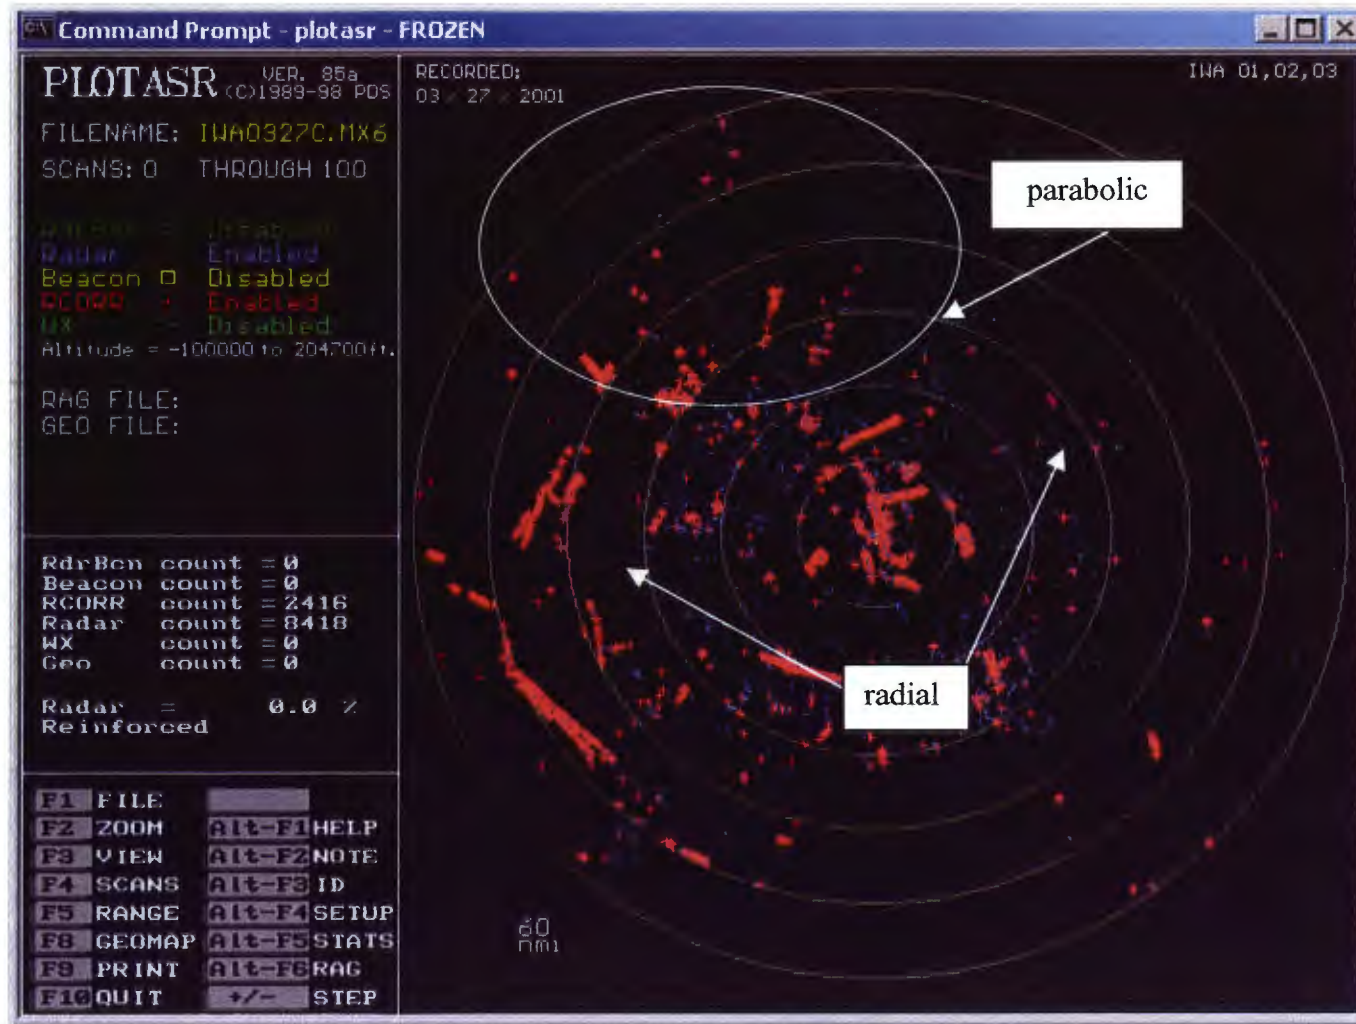 Command Prompt - plotasr - FROZEN
PLOTASR VER. 85a
(C)1989-98 PDS
FILENAME: IWA0327C.MX6
SCANS: 0 THROUGH 100
Disabled
Radar Enabled
Beacon Disabled
RCORR Enabled
WX Disabled
Altitude = -100000 to 204700ft.
RAG FILE:
GEO FILE:
RdrBcn count =0
Beacon count =0
RCORR count =2416
Radar count =8418
WX count =0
Geo count =0
Radar = 0.0 %
Reinforced
F1 FILE
F2 ZOOM Alt-F1 HELP
F3 VIEW Alt-F2 NOTE
F4 SCANS Alt-F3 ID
F5 RANGE Alt-F4 SETUP
F8 GEOMAP Alt-F5 STATS
F9 PRINT Alt-F6 RAG
F10 QUIT +/- STEP
RECORDED:
03 / 27 / 2001
IWA 01,02,03
parabolic
radial
60
nmi